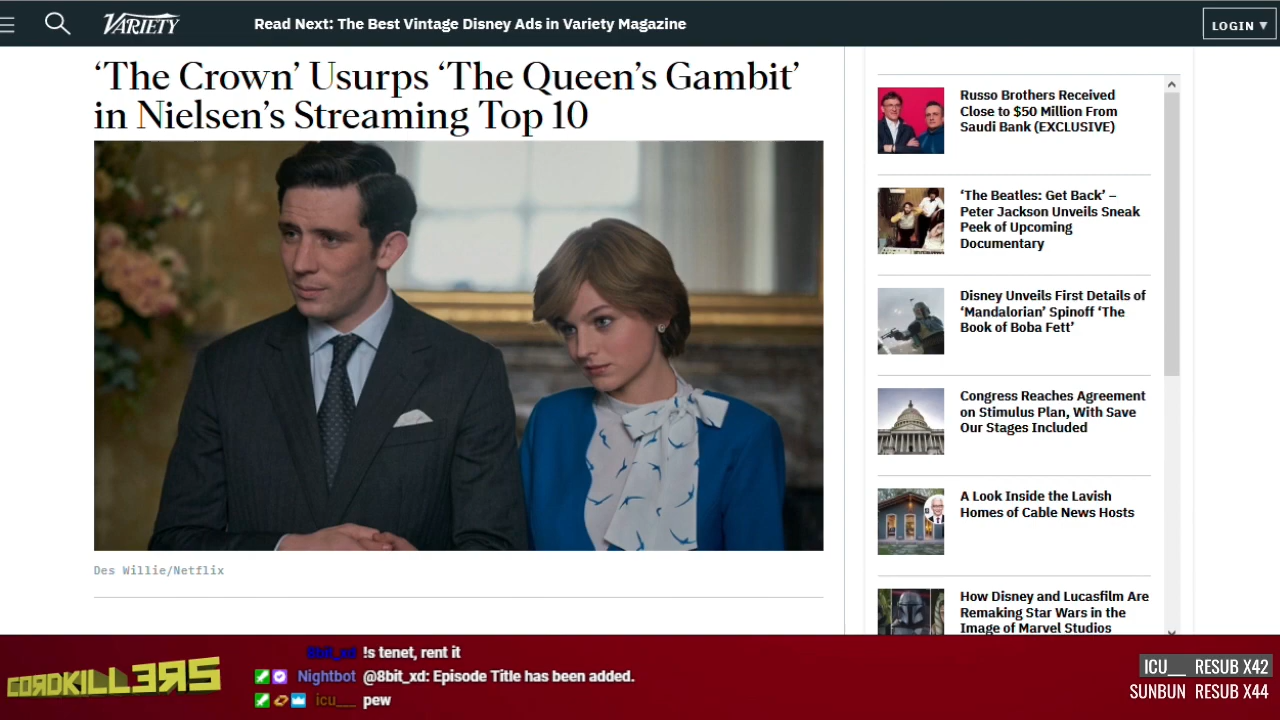 VARIETY
Read Next: The Best Vintage Disney Ads in Variety Magazine
LOGIN ▼
‘The Crown’ Usurps ‘The Queen’s Gambit’
in Nielsen’s Streaming Top 10
Des Willie/Netflix
Russo Brothers Received
Close to $50 Million From
Saudi Bank (EXCLUSIVE)
‘The Beatles: Get Back’ –
Peter Jackson Unveils Sneak
Peek of Upcoming
Documentary
Disney Unveils First Details of
‘Mandalorian’ Spinoff ‘The
Book of Boba Fett’
Congress Reaches Agreement
on Stimulus Plan, With Save
Our Stages Included
A Look Inside the Lavish
Homes of Cable News Hosts
How Disney and Lucasfilm Are
Remaking Star Wars in the
Image of Marvel Studios
CORDKILLERS
8bit_xd !s tenet, rent it
Nightbot @8bit_xd: Episode Title has been added.
icu___ pew
ICU__ RESUB X42
SUNBUN RESUB X44